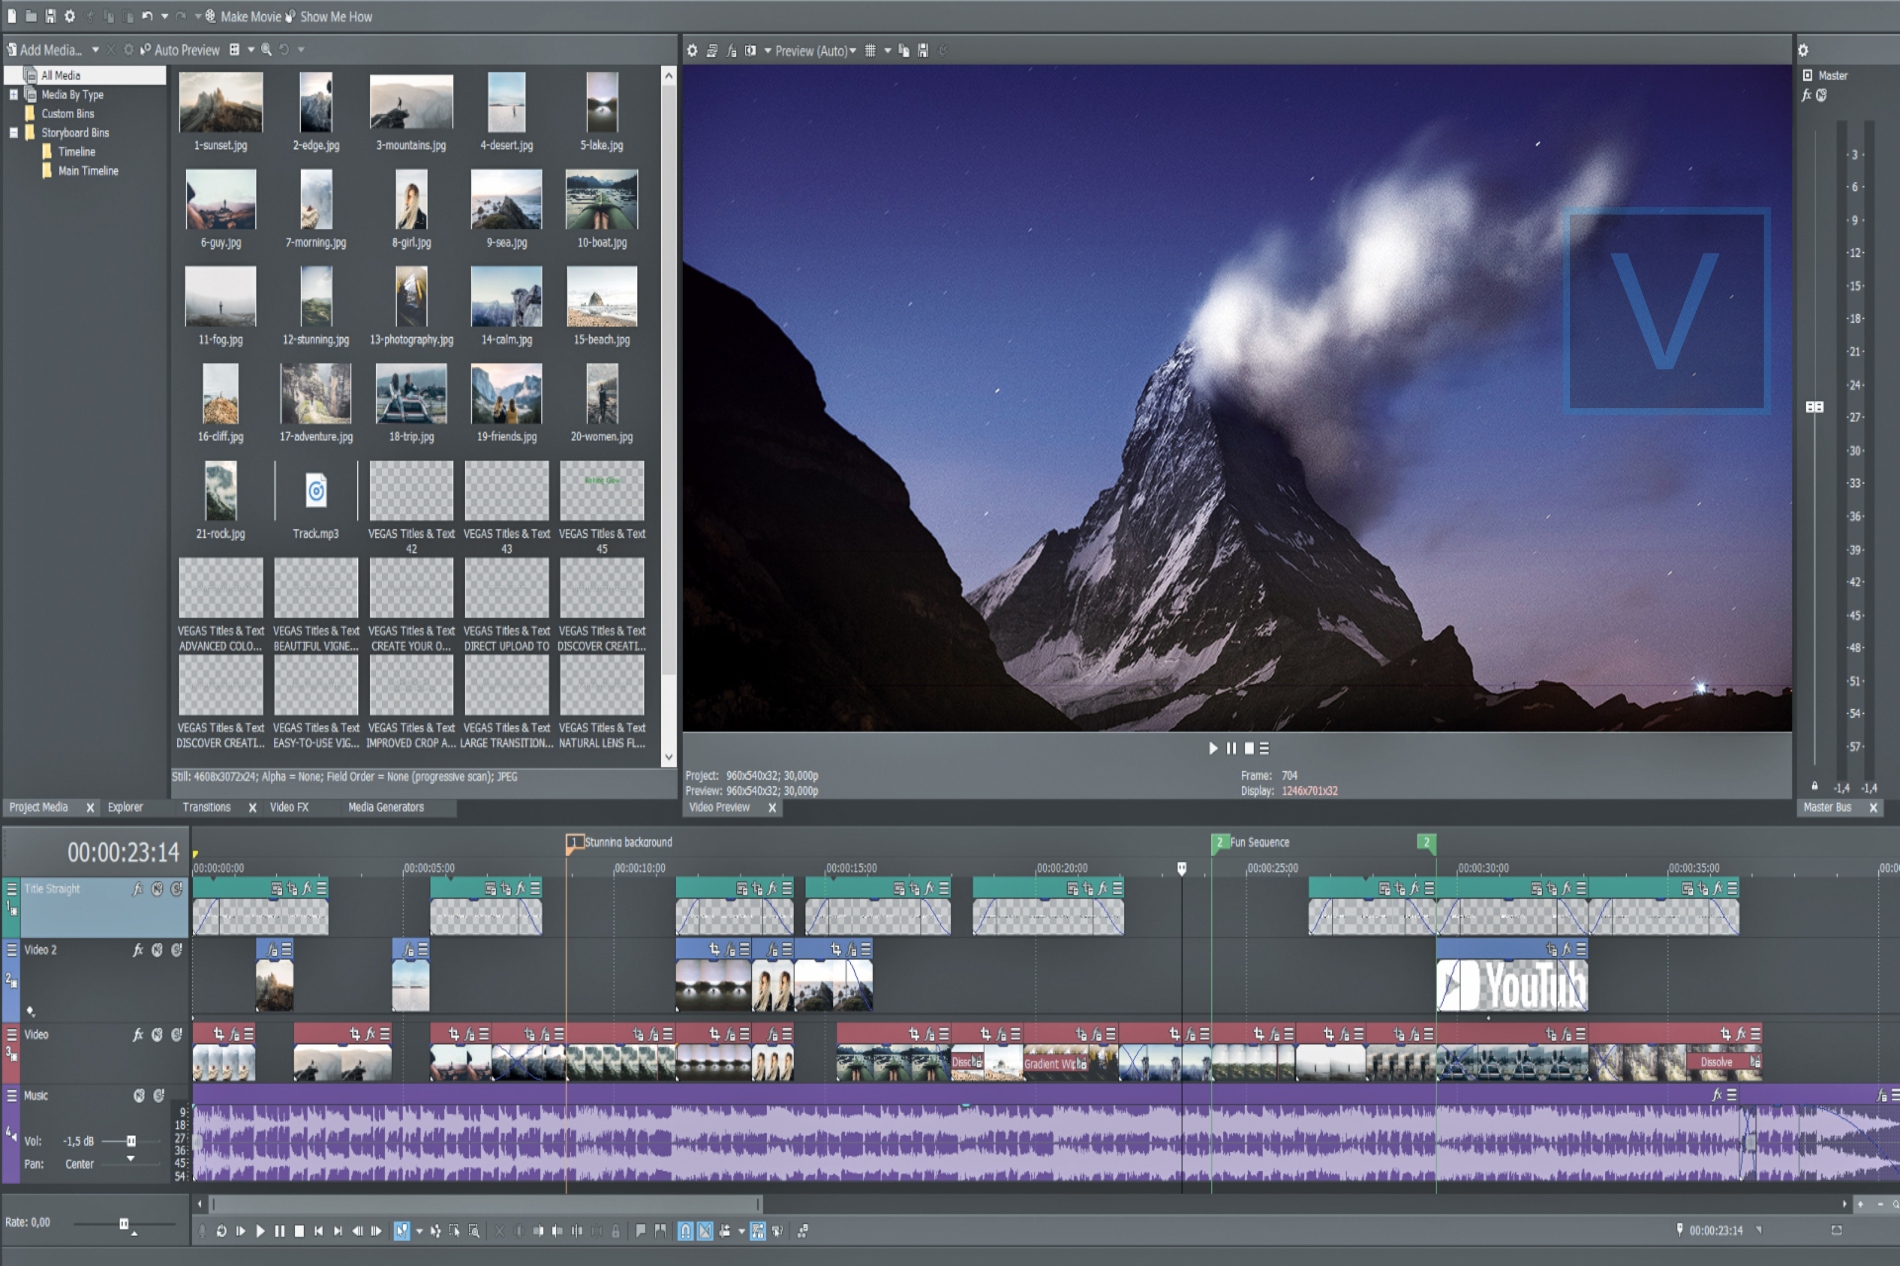 Make Movie Show Me How
Add Media... Auto Preview
All Media
Media By Type
Custom Bins
Storyboard Bins
Timeline
Main Timeline
1-sunset.jpg 2-edge.jpg 3-mountains.jpg 4-desert.jpg 5-lake.jpg
6-guy.jpg 7-morning.jpg 8-girl.jpg 9-sea.jpg 10-boat.jpg
11-fog.jpg 12-stunning.jpg 13-photography.jpg 14-calm.jpg 15-beach.jpg
16-cliff.jpg 17-adventure.jpg 18-trip.jpg 19-friends.jpg 20-women.jpg
21-rock.jpg Track.mp3 VEGAS Titles & Text VEGAS Titles & Text VEGAS Titles & Text
42 43 45
VEGAS Titles & Text VEGAS Titles & Text VEGAS Titles & Text VEGAS Titles & Text VEGAS Titles & Text
ADVANCED COLO... BEAUTIFUL VIGNE... CREATE YOUR O... DIRECT UPLOAD TO DISCOVER CREATI...
VEGAS Titles & Text VEGAS Titles & Text VEGAS Titles & Text VEGAS Titles & Text VEGAS Titles & Text
DISCOVER CREATI... EASY-TO-USE VIG... IMPROVED CROP A... LARGE TRANSITION... NATURAL LENS FL...
Still: 4608x3072x24; Alpha = None; Field Order = None (progressive scan); JPEG
Project Media Explorer Transitions Video FX Media Generators
Preview (Auto)
V
Project: 960x540x32; 30,000p
Preview: 960x540x32; 30,000p
Frame: 704
Display: 1246x701x32
Video Preview
Master
fx
3
6
9
12
15
18
21
24
27
30
33
36
39
42
45
48
51
54
57
-1,4 -1,4
Master Bus
00:00:23:14
1 Stunning background 2 Fun Sequence 2
00:00:00:00 00:00:05:00 00:00:10:00 00:00:15:00 00:00:20:00 00:00:25:00 00:00:30:00 00:00:35:00
1 Title Straight
2 Video 2
YouTub
3 Video
Gradient Wip
Dissolve
4 Music
Vol: -1,5 dB
Pan: Center
9
18
27
36
45
54
Rate: 0,00
00:00:23:14